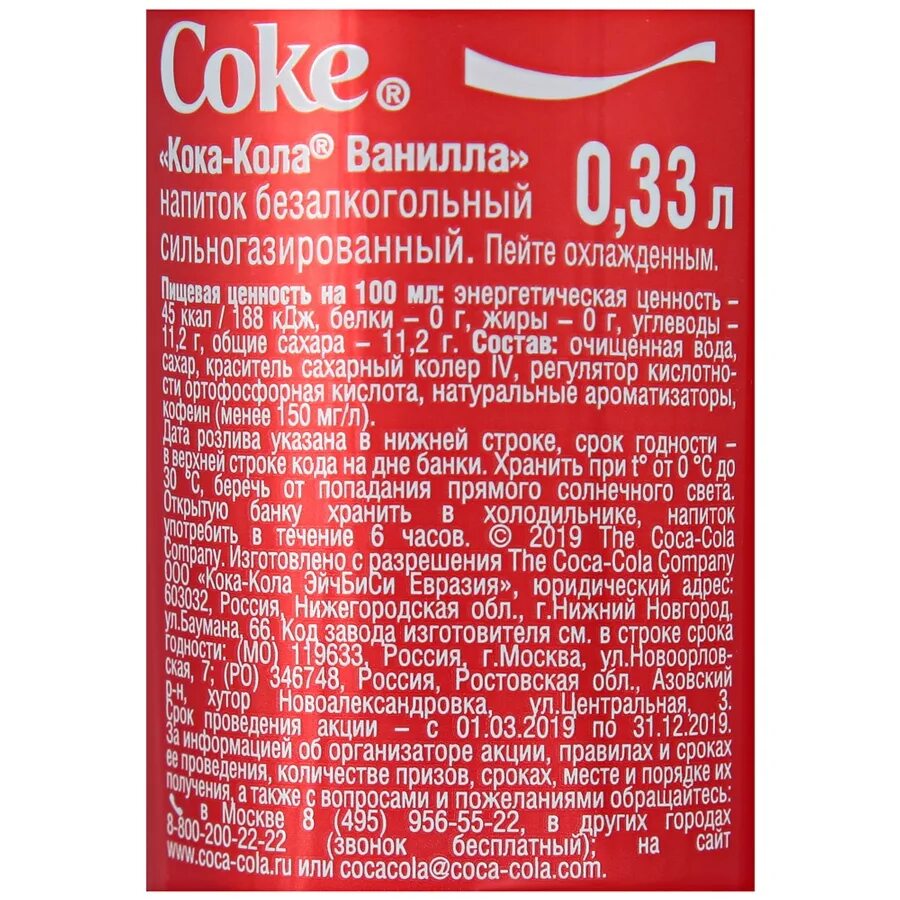 Coke®
«Кока-Кола® Ванилла»
0,33 л
напиток безалкогольный
сильногазированный. Пейте охлажденным.
Пищевая ценность на 100 мл: энергетическая ценность –
45 ккал / 188 кДж, белки – 0 г, жиры – 0 г, углеводы –
11,2 г, общие сахара – 11,2 г. Состав: очищенная вода,
сахар, краситель сахарный колер IV, регулятор кислотно-
сти ортофосфорная кислота, натуральные ароматизаторы,
кофеин (менее 150 мг/л).
Дата розлива указана в нижней строке, срок годности –
в верхней строке кода на дне банки. Хранить при t° от 0 °C до
30 °C, беречь от попадания прямого солнечного света.
Открытую банку хранить в холодильнике, напиток
употребить в течение 6 часов. © 2019 The Coca-Cola
Company. Изготовлено с разрешения The Coca-Cola Company
ООО «Кока-Кола ЭйчБиСи Евразия», юридический адрес:
603032, Россия, Нижегородская обл., г.Нижний Новгород,
ул.Баумана, 66. Код завода изготовителя см. в строке срока
годности: (МО) 119633, Россия, г.Москва, ул.Новоорлов-
ская, 7; (РО) 346748, Россия, Ростовская обл., Азовский
р-н, хутор Новоалександровка, ул.Центральная, 3.
Срок проведения акции – с 01.03.2019 по 31.12.2019.
За информацией об организаторе акции, правилах и сроках
ее проведения, количестве призов, сроках, месте и порядке их
получения, а также с вопросами и пожеланиями обращайтесь:
в Москве 8 (495) 956-55-22, в других городах
8-800-200-22-22 (звонок бесплатный); на сайт
www.coca-cola.ru или cocacola@coca-cola.com.